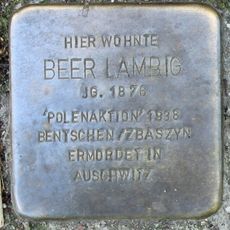 HIER WOHNTE
BEER LAMBIG
JG. 1876
'POLENAKTION' 1938
BENTSCHEN/ZBASZYN
ERMORDET IN
AUSCHWITZ